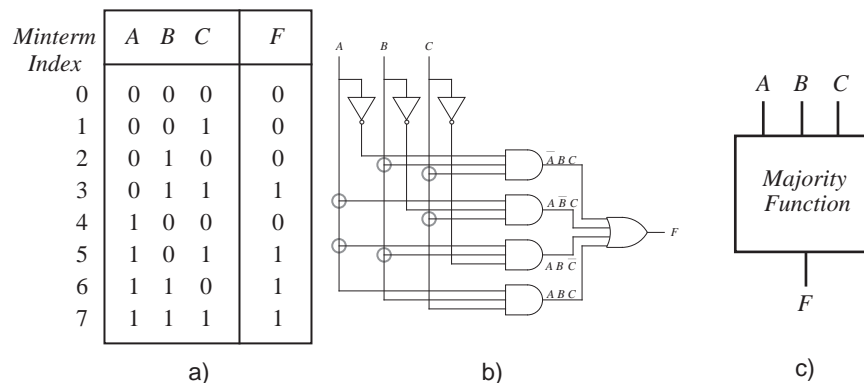 Minterm Index A B C F
0 0 0 0 0
1 0 0 1 0
2 0 1 0 0
3 0 1 1 1
4 1 0 0 0
5 1 0 1 1
6 1 1 0 1
7 1 1 1 1
a)
A B C
A̅ B C
A B̅ C
A B C̅
A B C
F
b)
A B C
Majority
Function
F
c)